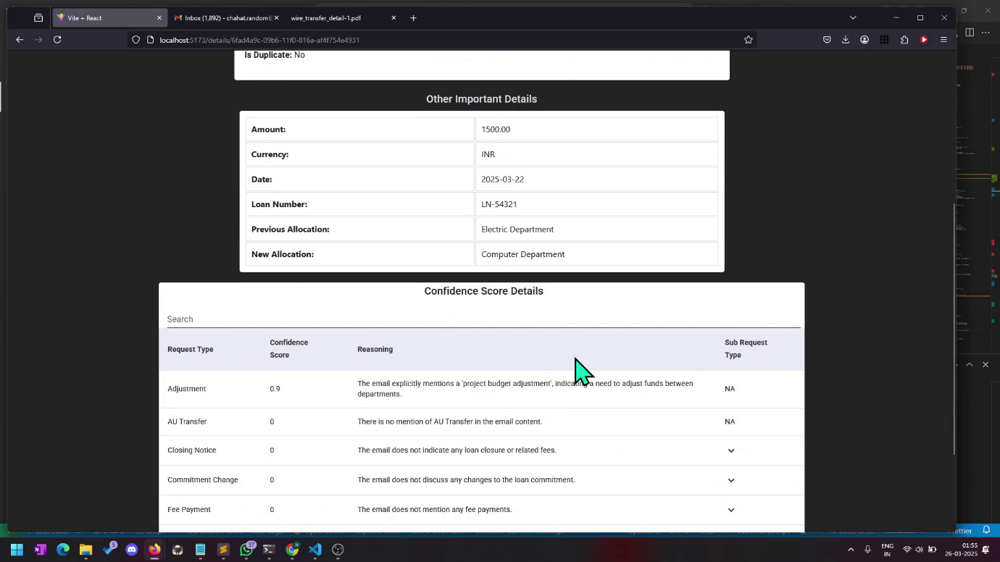 Vite + React
Inbox (1,892) - chahat.random@
wire_transfer_detail-1.pdf
localhost:5173/details/6fad4a9c-09b6-11f0-816a-af4f754e4931
Is Duplicate: No
Other Important Details
Amount: 1500.00
Currency: INR
Date: 2025-03-22
Loan Number: LN-54321
Previous Allocation: Electric Department
New Allocation: Computer Department
Confidence Score Details
Search
Request Type Confidence Score Reasoning Sub Request Type
Adjustment 0.9 The email explicitly mentions a 'project budget adjustment', indicating a need to adjust funds between
departments. NA
AU Transfer 0 There is no mention of AU Transfer in the email content. NA
Closing Notice 0 The email does not indicate any loan closure or related fees.
Commitment Change 0 The email does not discuss any changes to the loan commitment.
Fee Payment 0 The email does not mention any fee payments.
Prettier
5
37
N
ENG
IN
01:55
26-03-2025